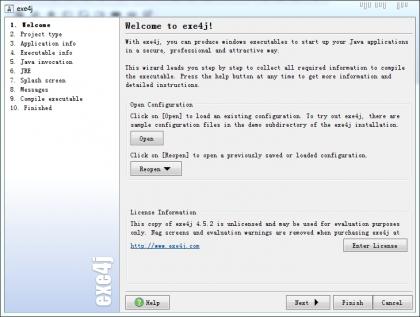 exe4j
1. Welcome
2. Project type
3. Application info
4. Executable info
5. Java invocation
6. JRE
7. Splash screen
8. Messages
9. Compile executable
10. Finished
Welcome to exe4j!
With exe4j, you can produce windows executables to start up your Java applications
in a secure, professional and attractive way.
This wizard leads you step by step to collect all required information to compile
the executable. Press the help button at any time to get more information and
detailed instructions.
Open Configuration
Click on [Open] to load an existing configuration. To try out exe4j, there are
sample configuration files in the demo subdirectory of the exe4j installation.
Open
Click on [Reopen] to open a previously saved or loaded configuration.
Reopen
License Information
This copy of exe4j 4.5.2 is unlicensed and may be used for evaluation purposes
only. Nag screens and evaluation warnings are removed when purchasing exe4j at
http://www.exe4j.com
Enter License
exe4j
Help
Next
Finish
Cancel